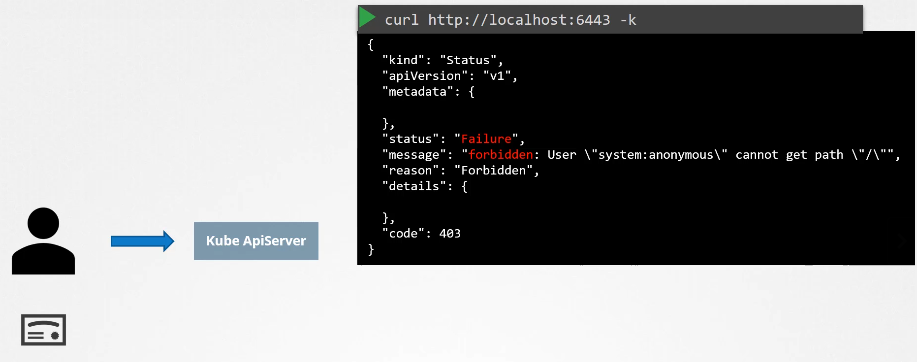 curl http://localhost:6443 -k
{
  "kind": "Status",
  "apiVersion": "v1",
  "metadata": {
  },
  "status": "Failure",
  "message": "forbidden: User \"system:anonymous\" cannot get path \"/\"",
  "reason": "Forbidden",
  "details": {
  },
  "code": 403
}
Kube ApiServer